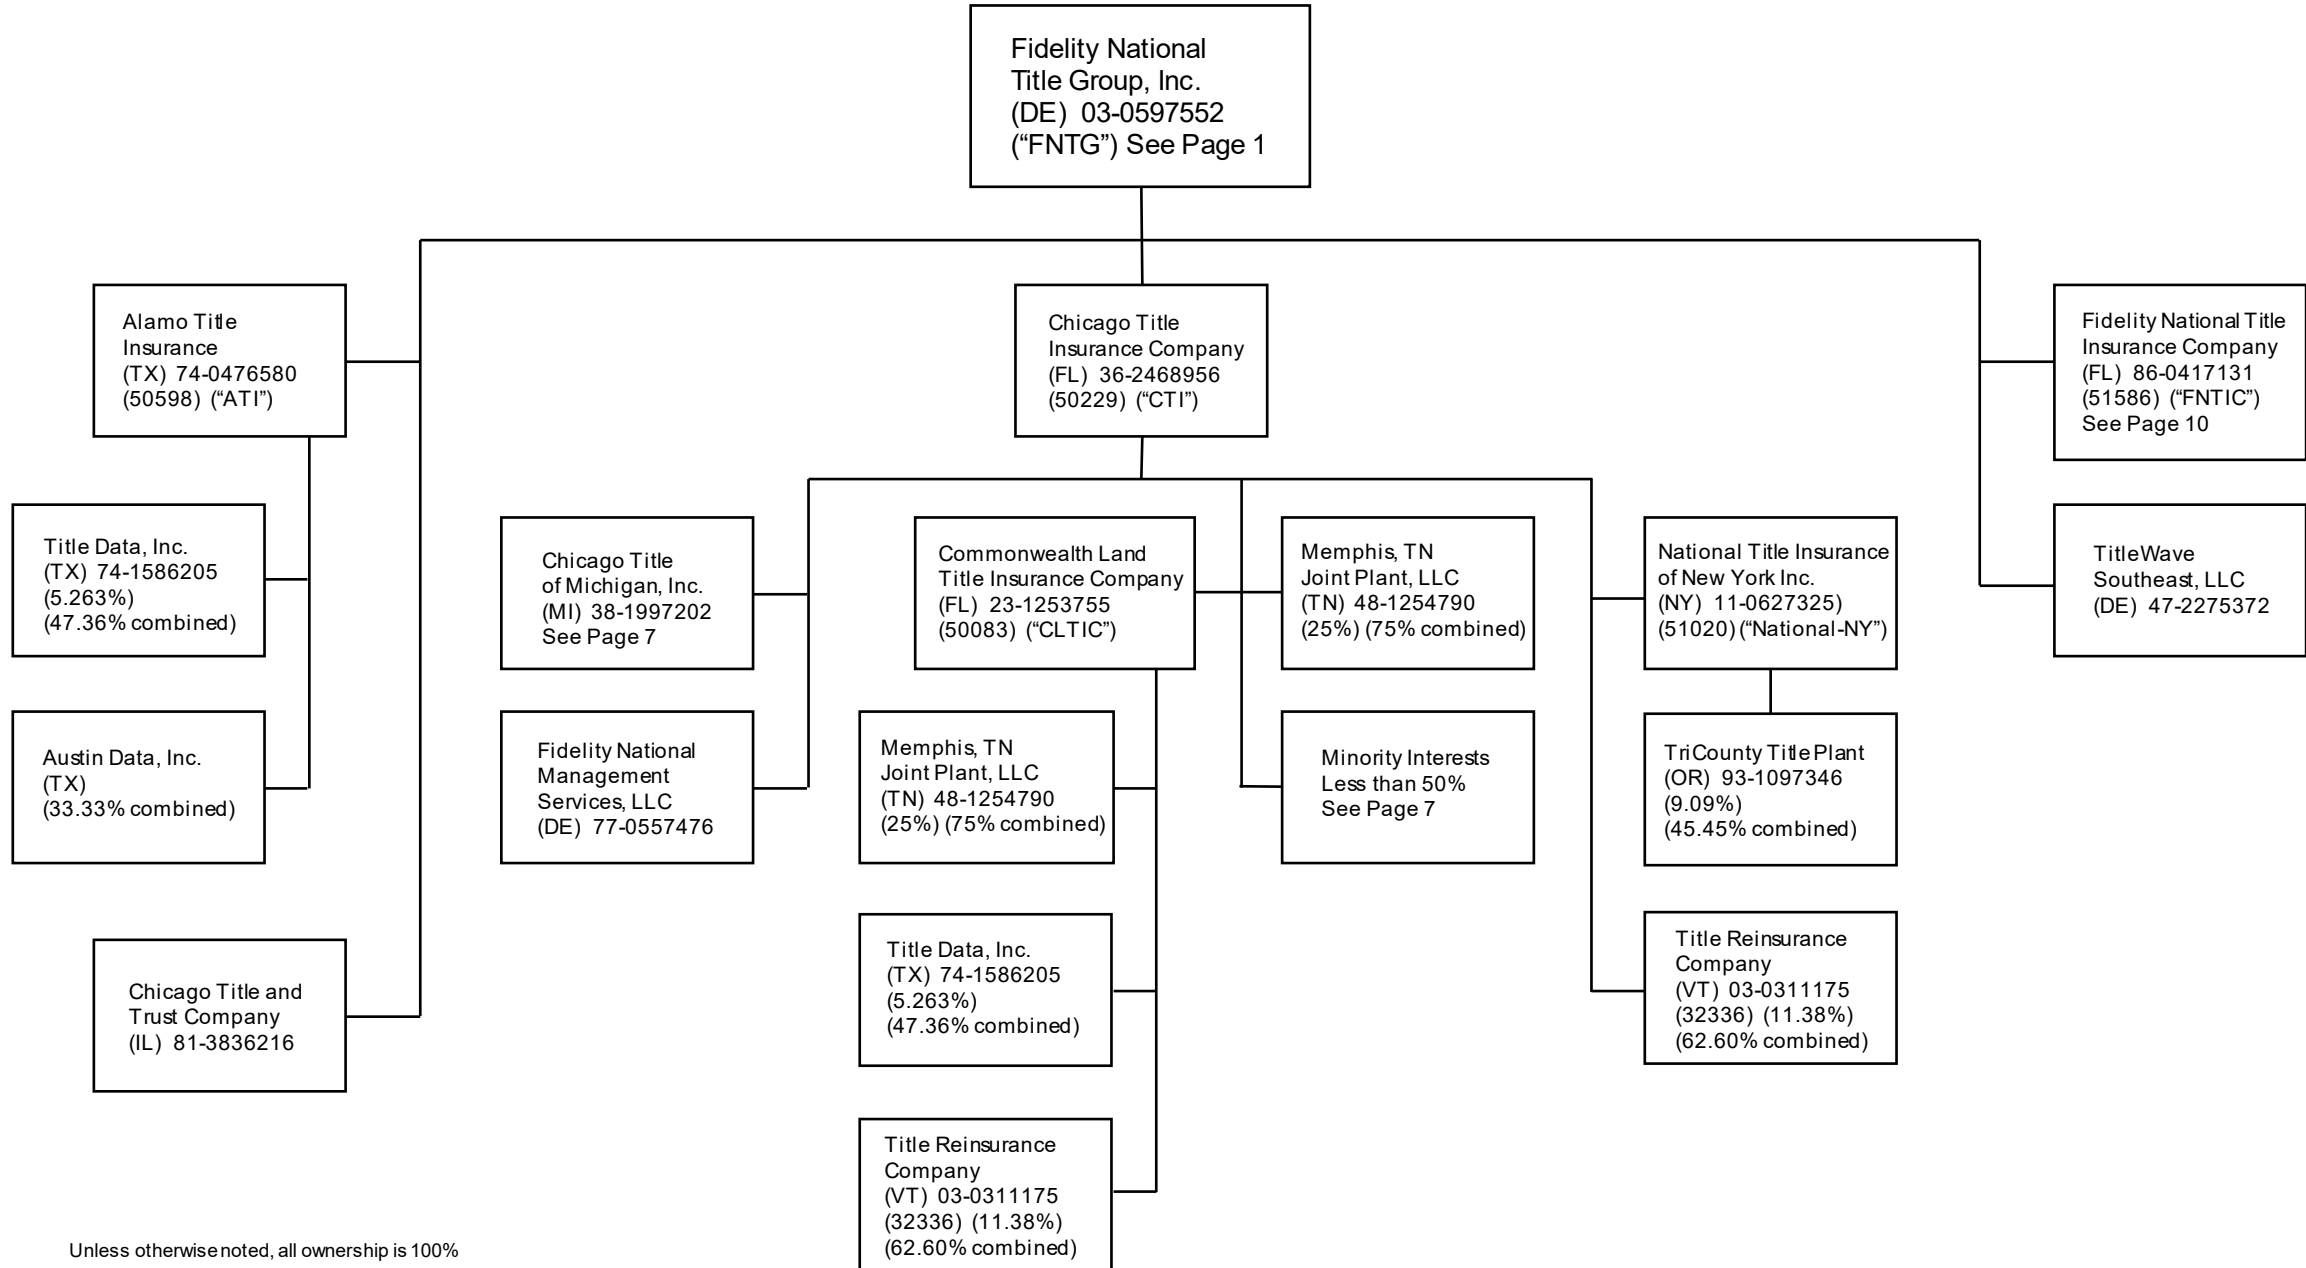 Fidelity National
Title Group, Inc.
(DE) 03-0597552
(“FNTG”) See Page 1
Alamo Title
Insurance
(TX) 74-0476580
(50598) (“ATI”)
Chicago Title
Insurance Company
(FL) 36-2468956
(50229) (“CTI”)
Fidelity National Title
Insurance Company
(FL) 86-0417131
(51586) (“FNTIC”)
See Page 10
Title Data, Inc.
(TX) 74-1586205
(5.263%)
(47.36% combined)
Chicago Title
of Michigan, Inc.
(MI) 38-1997202
See Page 7
Commonwealth Land
Title Insurance Company
(FL) 23-1253755
(50083) (“CLTIC”)
Memphis, TN
Joint Plant, LLC
(TN) 48-1254790
(25%) (75% combined)
National Title Insurance
of New York Inc.
(NY) 11-0627325)
(51020) (“National-NY”)
TitleWave
Southeast, LLC
(DE) 47-2275372
Austin Data, Inc.
(TX)
(33.33% combined)
Fidelity National
Management
Services, LLC
(DE) 77-0557476
Memphis, TN
Joint Plant, LLC
(TN) 48-1254790
(25%) (75% combined)
Minority Interests
Less than 50%
See Page 7
TriCounty Title Plant
(OR) 93-1097346
(9.09%)
(45.45% combined)
Chicago Title and
Trust Company
(IL) 81-3836216
Title Data, Inc.
(TX) 74-1586205
(5.263%)
(47.36% combined)
Title Reinsurance
Company
(VT) 03-0311175
(32336) (11.38%)
(62.60% combined)
Title Reinsurance
Company
(VT) 03-0311175
(32336) (11.38%)
(62.60% combined)
Unless otherwise noted, all ownership is 100%